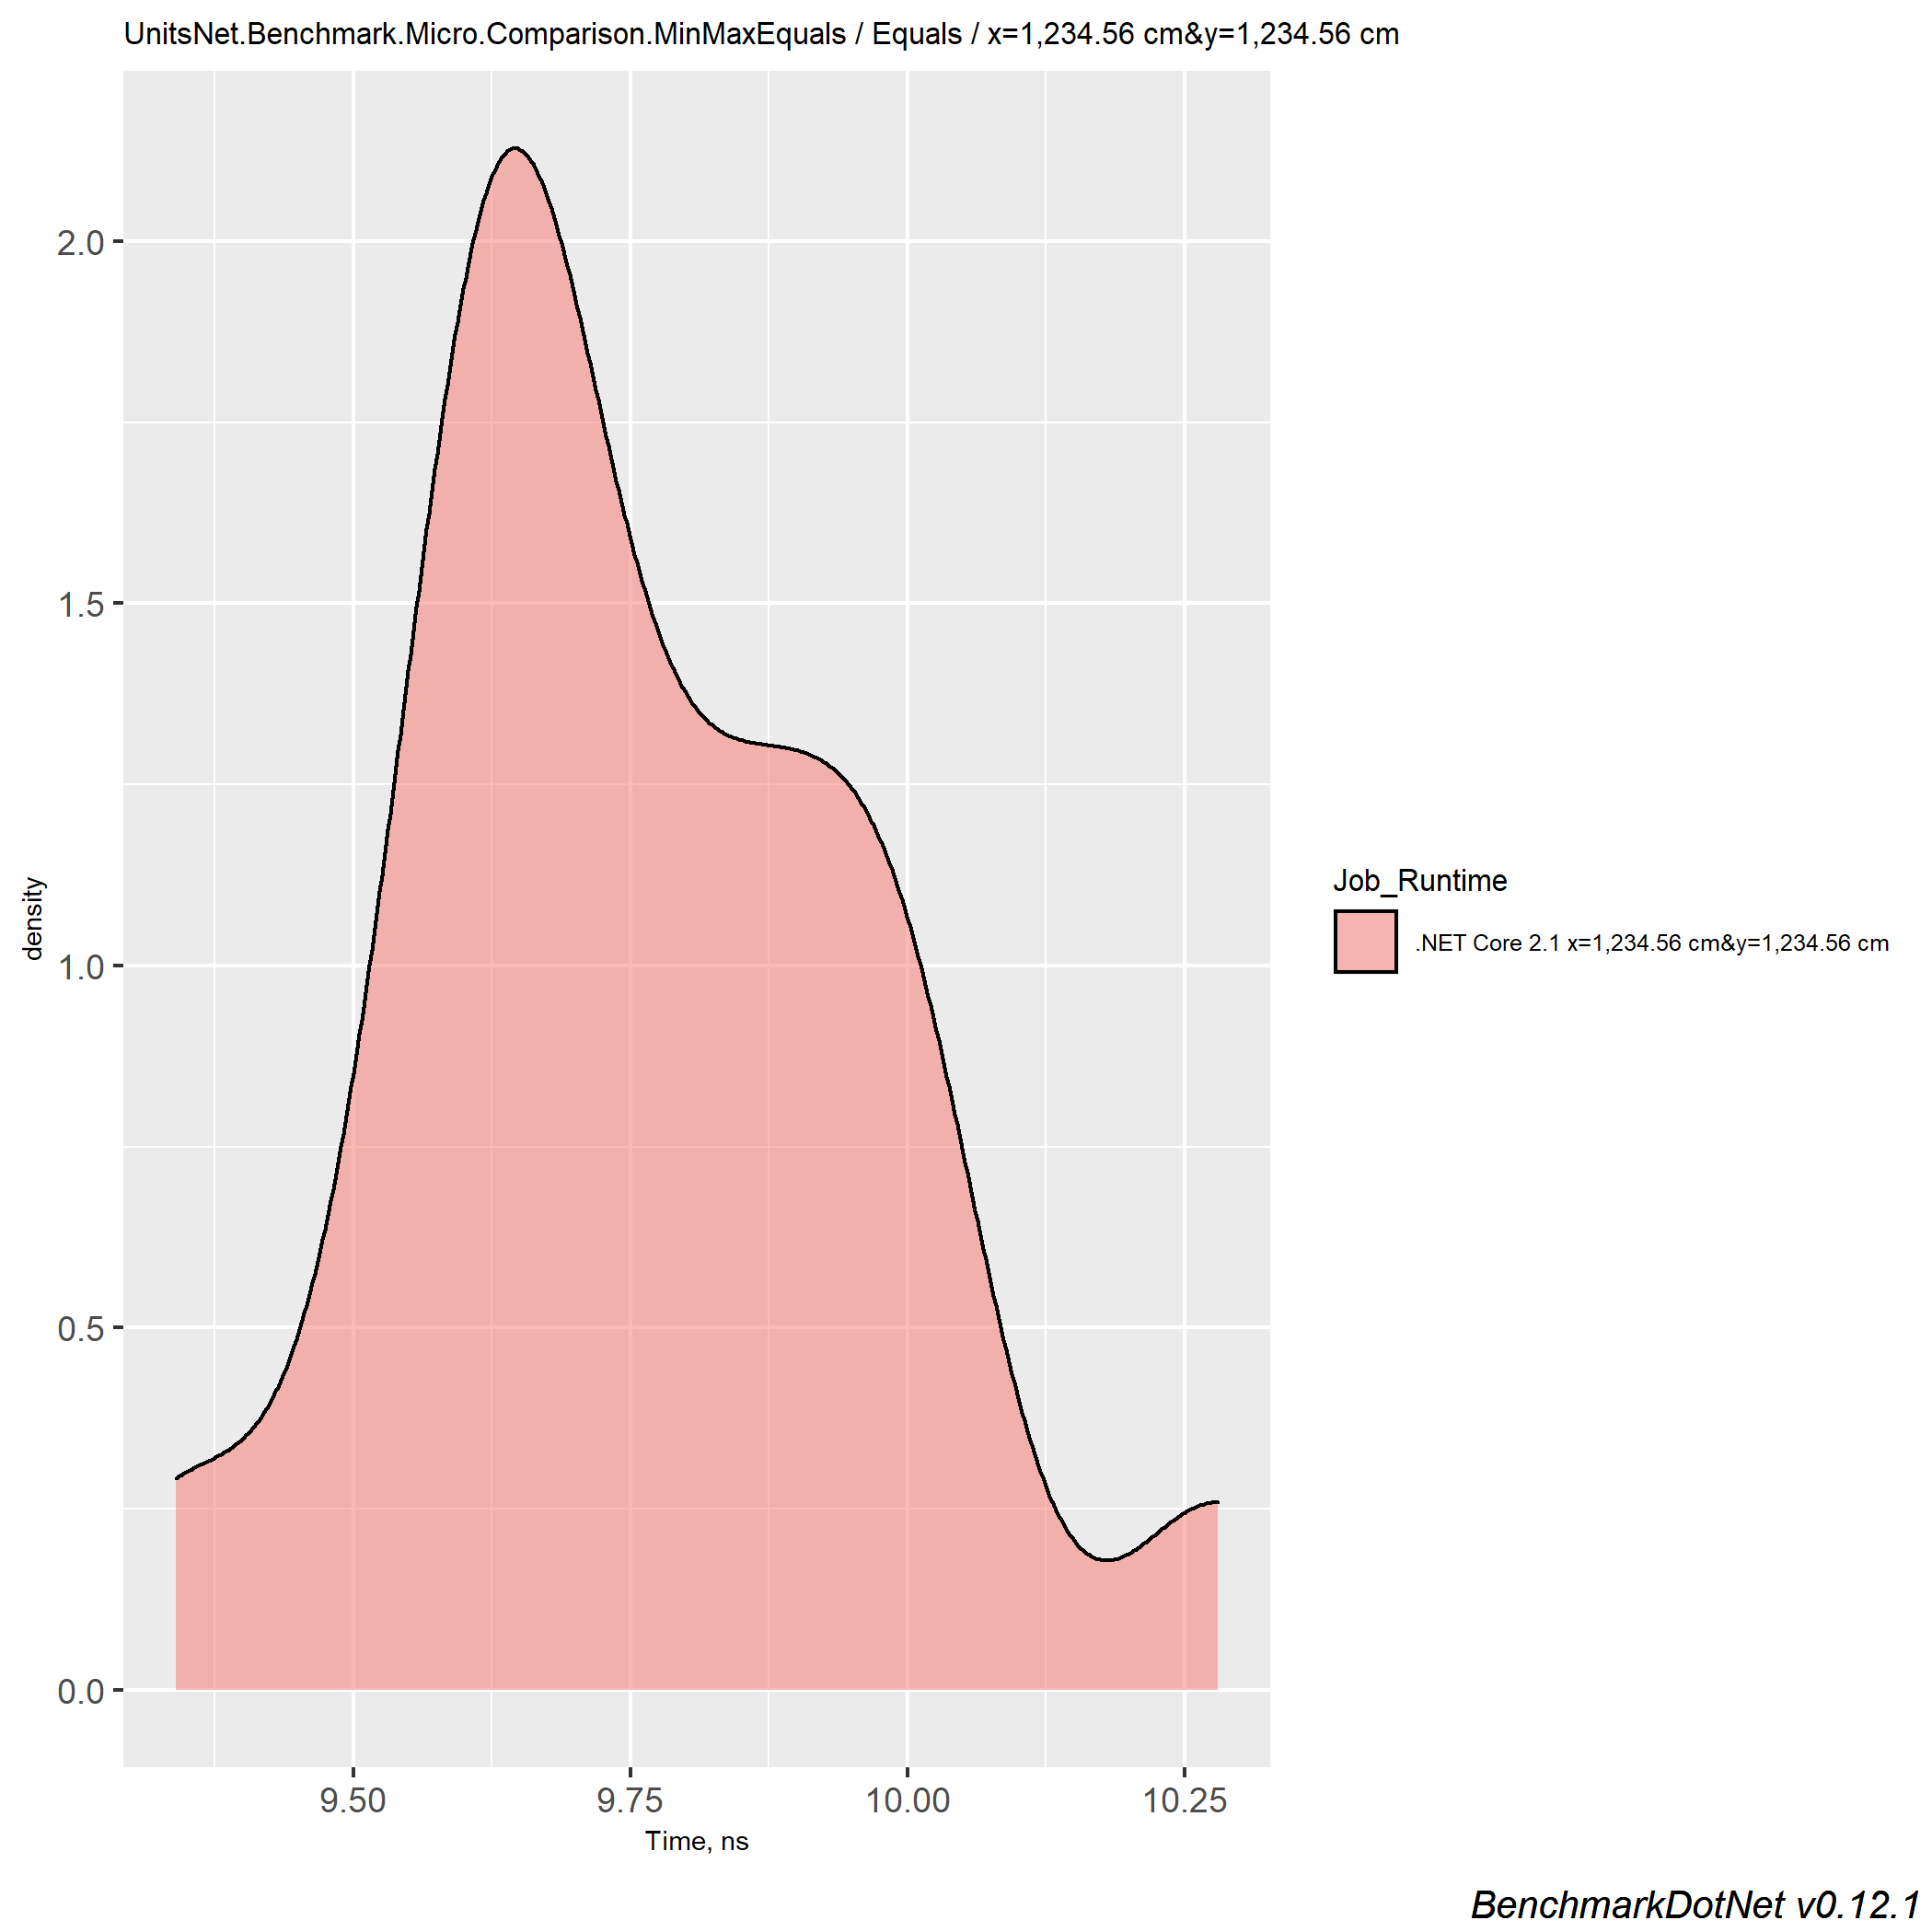 UnitsNet.Benchmark.Micro.Comparison.MinMaxEquals / Equals / x=1,234.56 cm&y=1,234.56 cm
2.0
1.5
1.0
0.5
0.0
density
9.50 9.75 10.00 10.25
Time, ns
Job_Runtime
.NET Core 2.1 x=1,234.56 cm&y=1,234.56 cm
BenchmarkDotNet v0.12.1